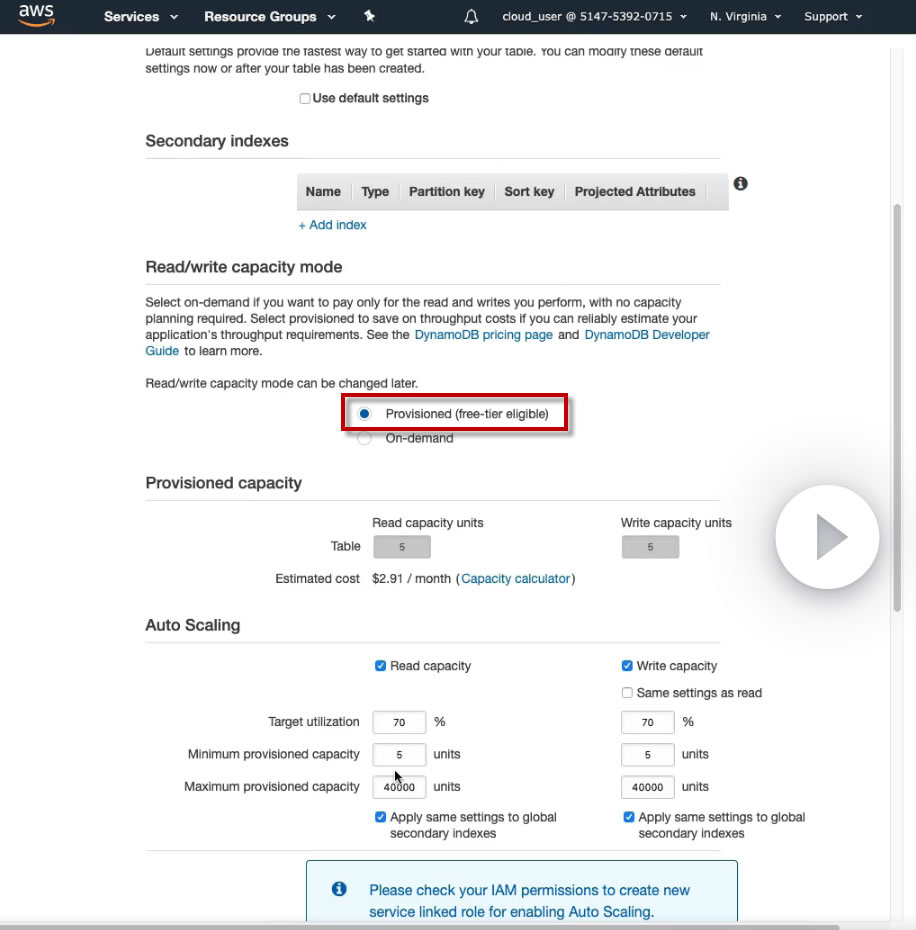 aws Services Resource Groups cloud_user @ 5147-5392-0715 N. Virginia Support
Default settings provide the fastest way to get started with your table. You can modify these default
settings now or after your table has been created.
Use default settings
Secondary indexes
Name Type Partition key Sort key Projected Attributes
+ Add index
Read/write capacity mode
Select on-demand if you want to pay only for the read and writes you perform, with no capacity
planning required. Select provisioned to save on throughput costs if you can reliably estimate your
application's throughput requirements. See the DynamoDB pricing page and DynamoDB Developer
Guide to learn more.
Read/write capacity mode can be changed later.
Provisioned (free-tier eligible)
On-demand
Provisioned capacity
Read capacity units Write capacity units
Table 5 5
Estimated cost $2.91 / month (Capacity calculator)
Auto Scaling
Read capacity Write capacity
Same settings as read
Target utilization 70 % 70 %
Minimum provisioned capacity 5 units 5 units
Maximum provisioned capacity 40000 units 40000 units
Apply same settings to global Apply same settings to global
secondary indexes secondary indexes
Please check your IAM permissions to create new
service linked role for enabling Auto Scaling.